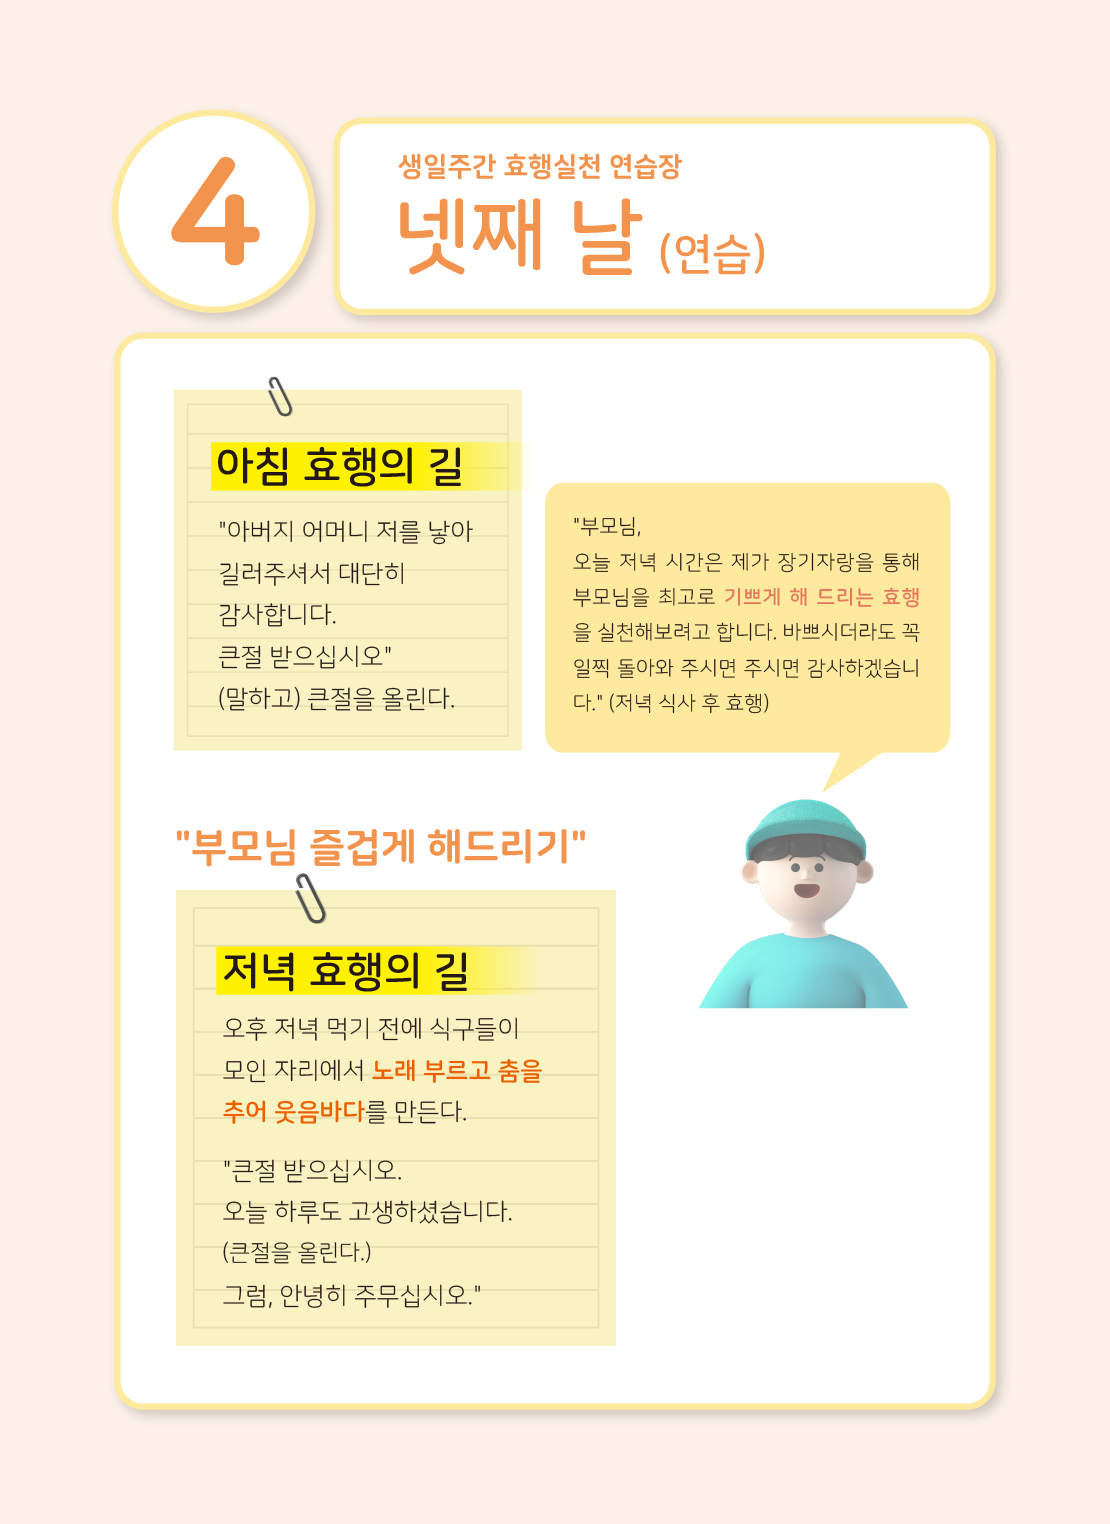 4
생일주간 효행실천 연습장
넷째 날 (연습)
아침 효행의 길
"아버지 어머니 저를 낳아
길러주셔서 대단히
감사합니다.
큰절 받으십시오"
(말하고) 큰절을 올린다.
"부모님,
오늘 저녁 시간은 제가 장기자랑을 통해
부모님을 최고로 기쁘게 해 드리는 효행
을 실천해보려고 합니다. 바쁘시더라도 꼭
일찍 돌아와 주시면 주시면 감사하겠습니
다." (저녁 식사 후 효행)
"부모님 즐겁게 해드리기"
저녁 효행의 길
오후 저녁 먹기 전에 식구들이
모인 자리에서 노래 부르고 춤을
추어 웃음바다를 만든다.
"큰절 받으십시오.
오늘 하루도 고생하셨습니다.
(큰절을 올린다.)
그럼, 안녕히 주무십시오."